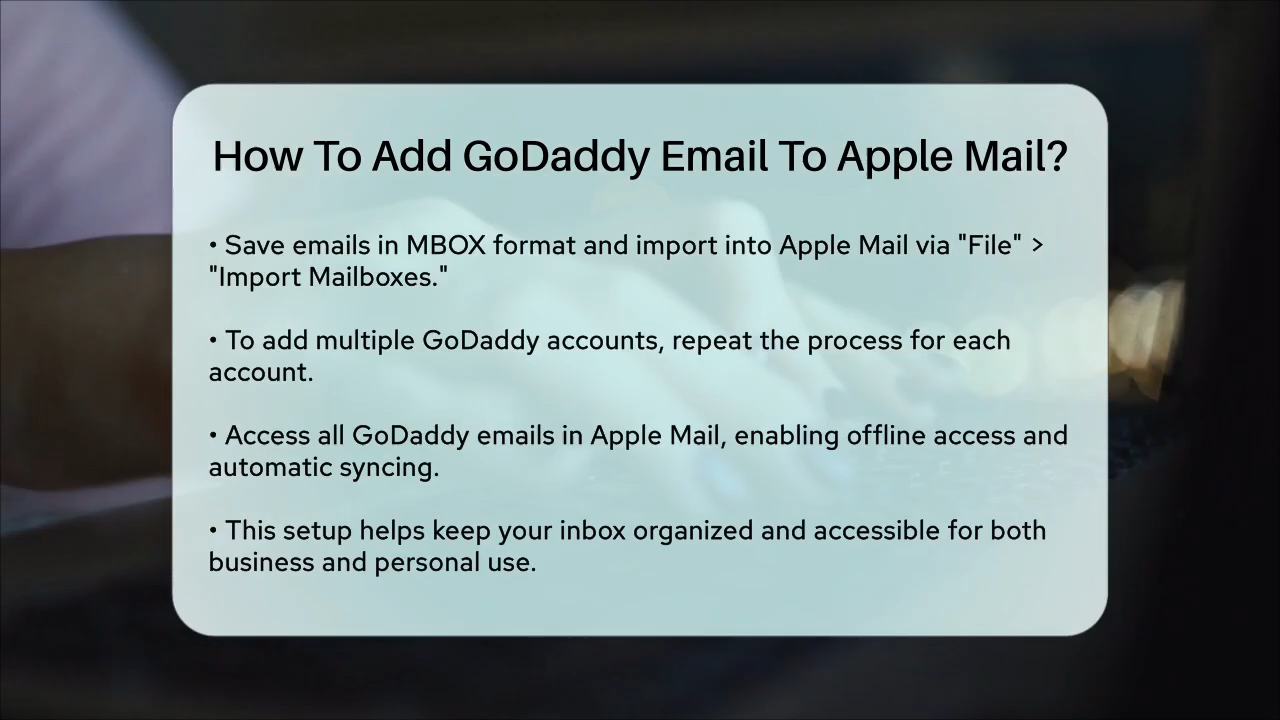 How To Add GoDaddy Email To Apple Mail?
• Save emails in MBOX format and import into Apple Mail via "File" >
"Import Mailboxes."
• To add multiple GoDaddy accounts, repeat the process for each
account.
• Access all GoDaddy emails in Apple Mail, enabling offline access and
automatic syncing.
• This setup helps keep your inbox organized and accessible for both
business and personal use.